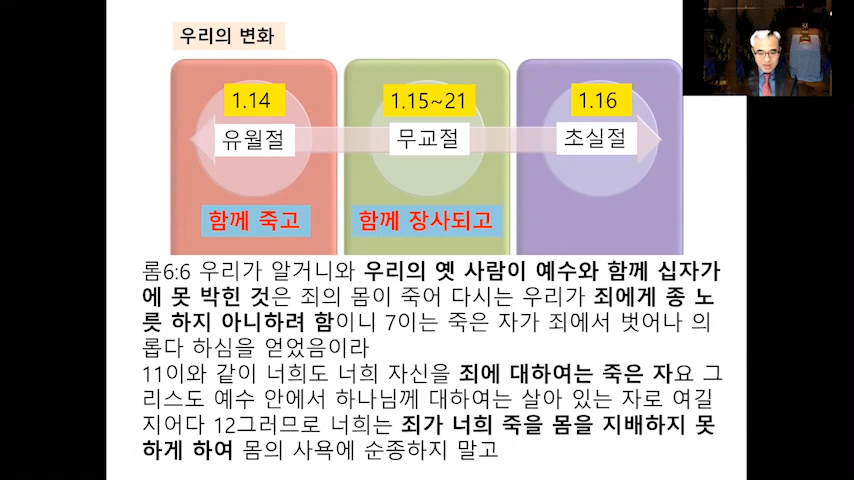 우리의 변화
1.14
1.15~21
1.16
유월절
무교절
초실절
함께 죽고
함께 장사되고
롬6:6 우리가 알거니와 우리의 옛 사람이 예수와 함께 십자가
에 못 박힌 것은 죄의 몸이 죽어 다시는 우리가 죄에게 종 노
릇 하지 아니하려 함이니 7이는 죽은 자가 죄에서 벗어나 의
롭다 하심을 얻었음이라
11이와 같이 너희도 너희 자신을 죄에 대하여는 죽은 자요 그
리스도 예수 안에서 하나님께 대하여는 살아 있는 자로 여길
지어다 12그러므로 너희는 죄가 너희 죽을 몸을 지배하지 못
하게 하여 몸의 사욕에 순종하지 말고